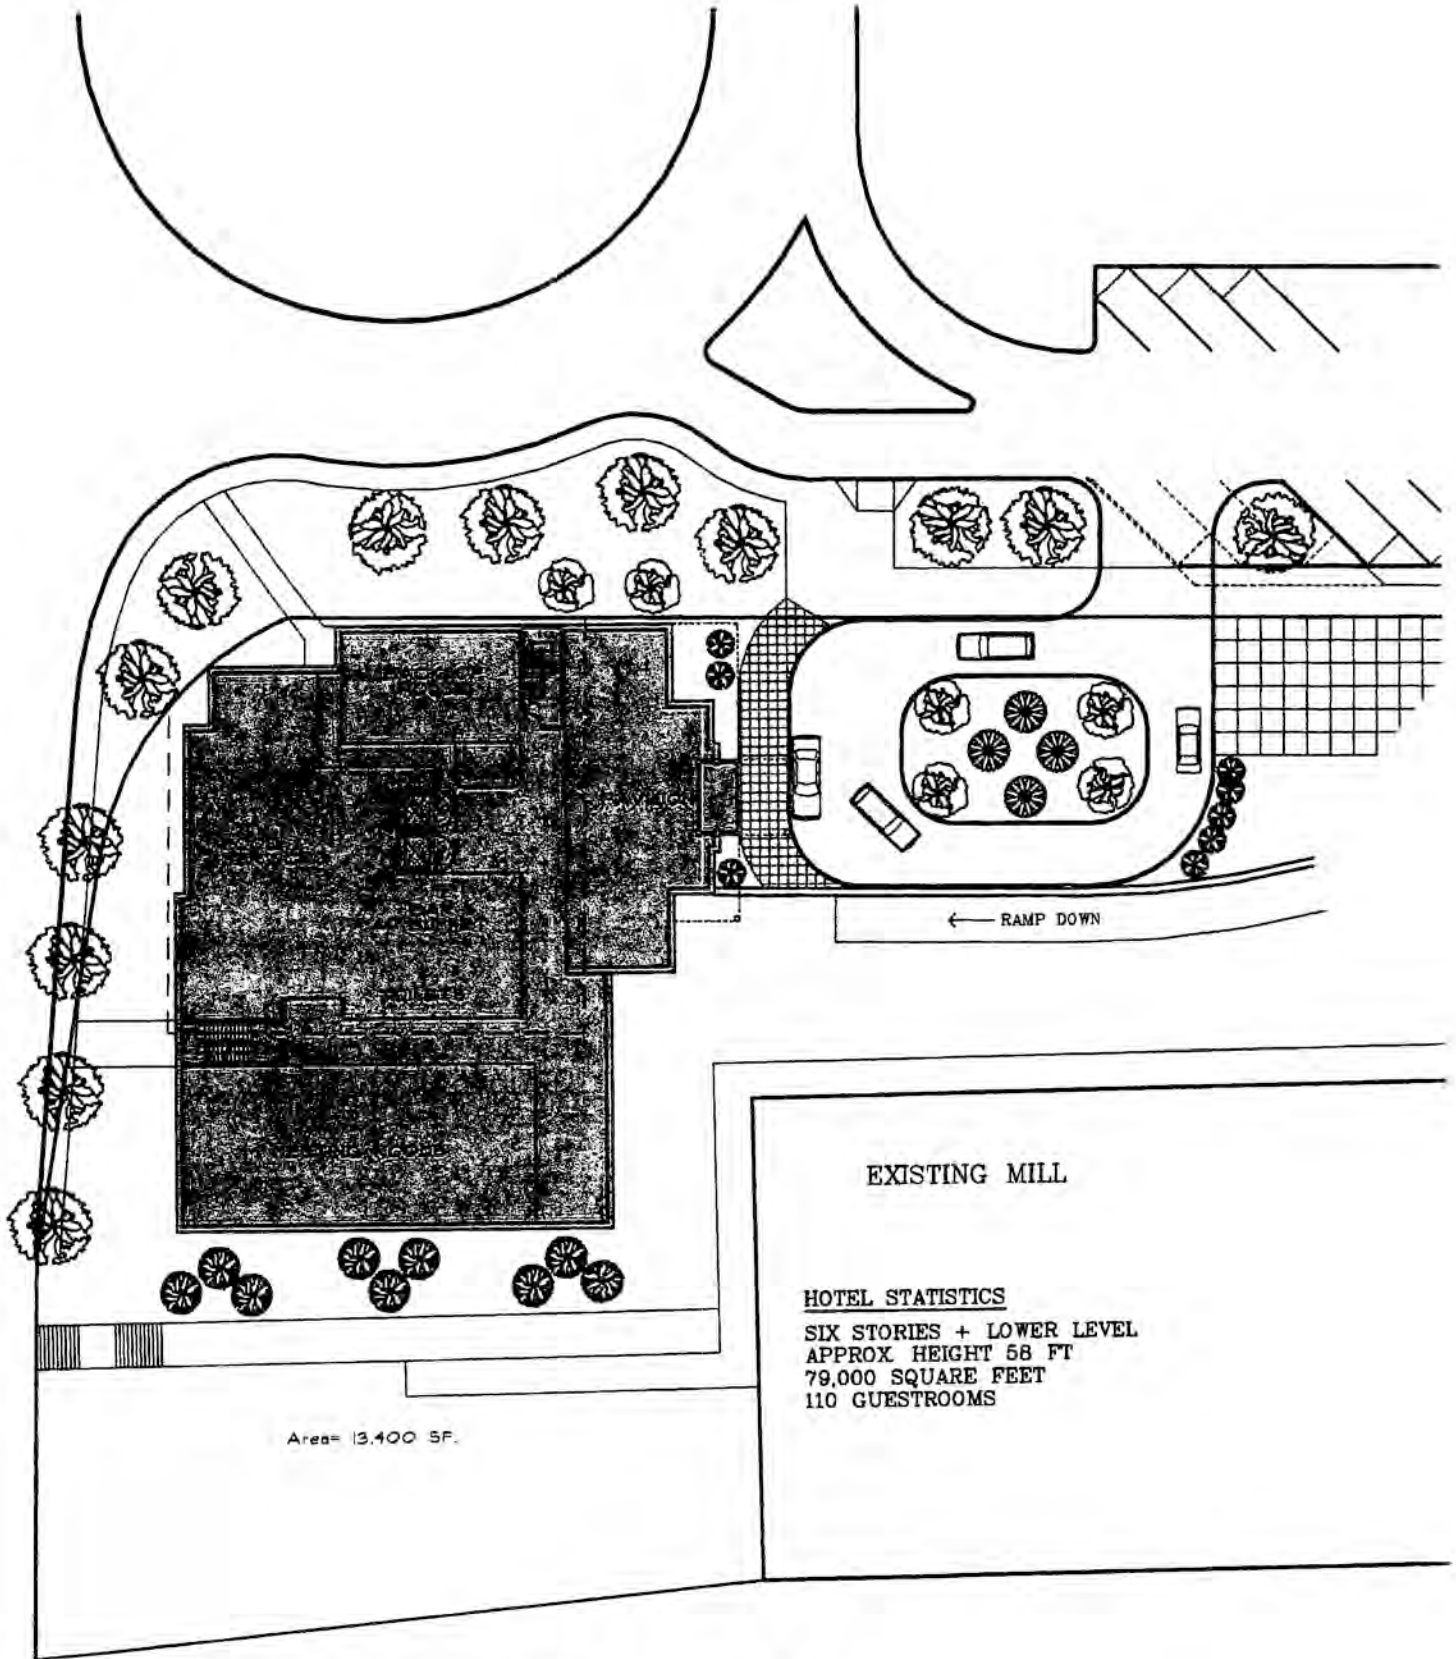 ← RAMP DOWN
EXISTING MILL
HOTEL STATISTICS
SIX STORIES + LOWER LEVEL
APPROX. HEIGHT 58 FT
79,000 SQUARE FEET
110 GUESTROOMS
Area= 13,400 SF.